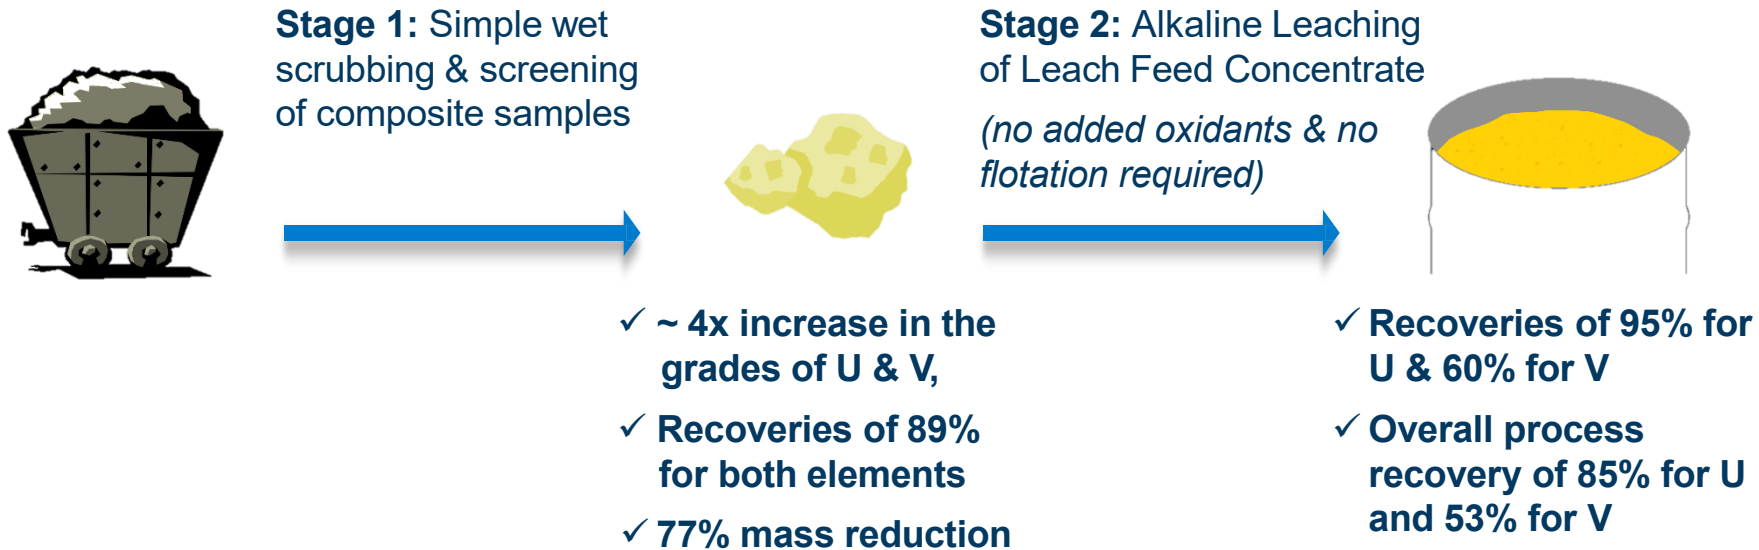 Stage 1: Simple wet
scrubbing & screening
of composite samples
Stage 2: Alkaline Leaching
of Leach Feed Concentrate
(no added oxidants & no
flotation required)
✓ ~ 4x increase in the
grades of U & V,
✓ Recoveries of 89%
for both elements
✓ 77% mass reduction
✓ Recoveries of 95% for
U & 60% for V
✓ Overall process
recovery of 85% for U
and 53% for V